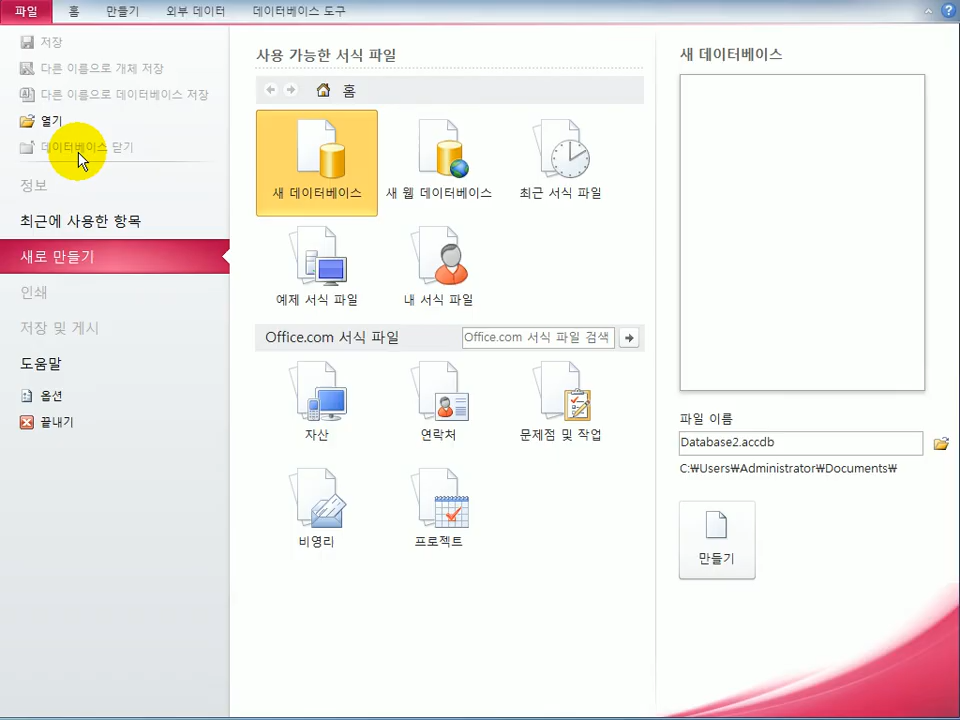 파일 홈 만들기 외부 데이터 데이터베이스 도구
저장
다른 이름으로 개체 저장
다른 이름으로 데이터베이스 저장
열기
데이터베이스 닫기
정보
최근에 사용한 항목
새로 만들기
인쇄
저장 및 게시
도움말
옵션
끝내기
사용 가능한 서식 파일
홈
새 데이터베이스 새 웹 데이터베이스 최근 서식 파일
예제 서식 파일 내 서식 파일
Office.com 서식 파일 Office.com 서식 파일 검색
자산 연락처 문제점 및 작업
비영리 프로젝트
새 데이터베이스
파일 이름
Database2.accdb
C:₩Users₩Administrator₩Documents₩
만들기